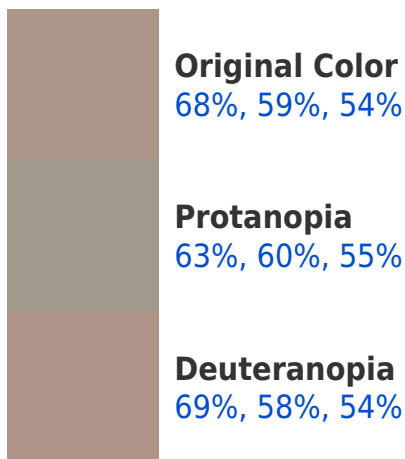 Original Color
68%, 59%, 54%
Protanopia
63%, 60%, 55%
Deuteranopia
69%, 58%, 54%